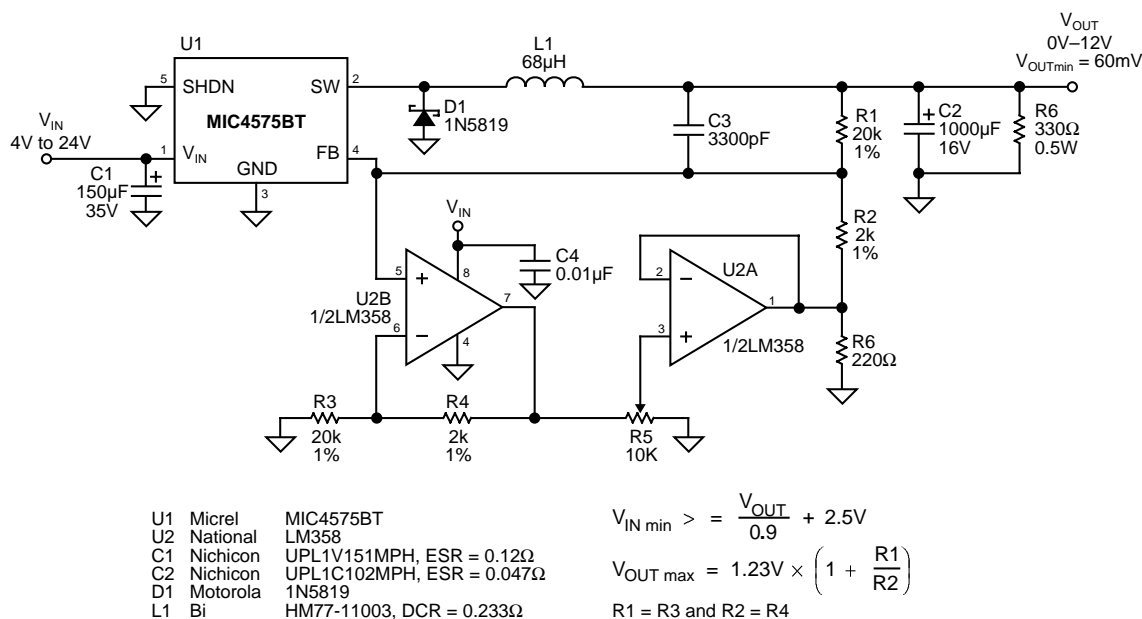 U1
5
SHDN
SW
2
MIC4575BT
1
VIN
FB
4
GND
3
VIN
4V to 24V
C1
150µF
35V
+
D1
1N5819
L1
68µH
C3
3300pF
R1
20k
1%
+
C2
1000µF
16V
R6
330Ω
0.5W
VOUT
0V–12V
VOUTmin = 60mV
R2
2k
1%
VIN
C4
0.01µF
8
5
+
U2B
1/2LM358
6
−
7
4
2
−
U2A
1
3
+
1/2LM358
R6
220Ω
R3
20k
1%
R4
2k
1%
R5
10K
U1 Micrel MIC4575BT
U2 National LM358
C1 Nichicon UPL1V151MPH, ESR = 0.12Ω
C2 Nichicon UPL1C102MPH, ESR = 0.047Ω
D1 Motorola 1N5819
L1 Bi HM77-11003, DCR = 0.233Ω
VIN min > = VOUT / 0.9 + 2.5V
VOUT max = 1.23V × (1 + R1 / R2)
R1 = R3 and R2 = R4